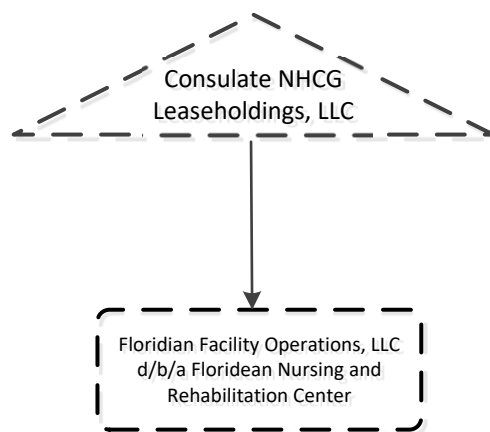 Consulate NHCG
Leaseholdings, LLC
Floridian Facility Operations, LLC
d/b/a Floridean Nursing and
Rehabilitation Center